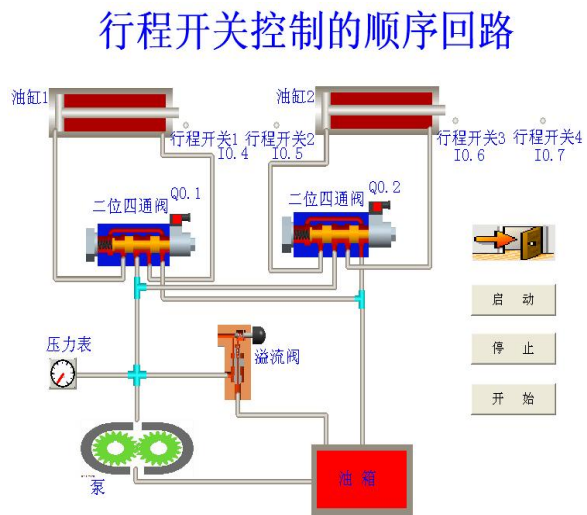 行程开关控制的顺序回路
油缸1
油缸2
行程开关1
I0.4
行程开关2
I0.5
行程开关3
I0.6
行程开关4
I0.7
二位四通阀
Q0.1
二位四通阀
Q0.2
启 动
压力表
溢流阀
停 止
开 始
泵
油 箱